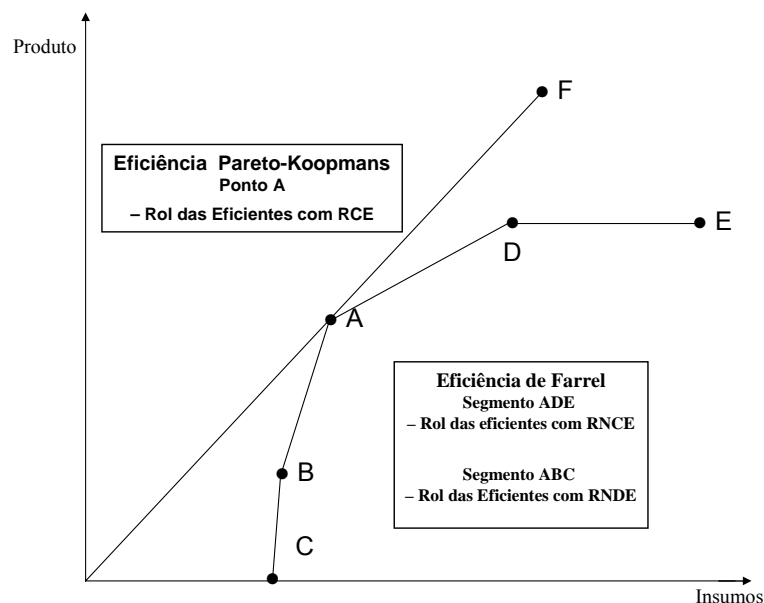 Produto
F
Eficiência Pareto-Koopmans
Ponto A
– Rol das Eficientes com RCE
E
D
A
Eficiência de Farrel
Segmento ADE
– Rol das eficientes com RNCE
Segmento ABC
– Rol das Eficientes com RNDE
B
C
Insumos